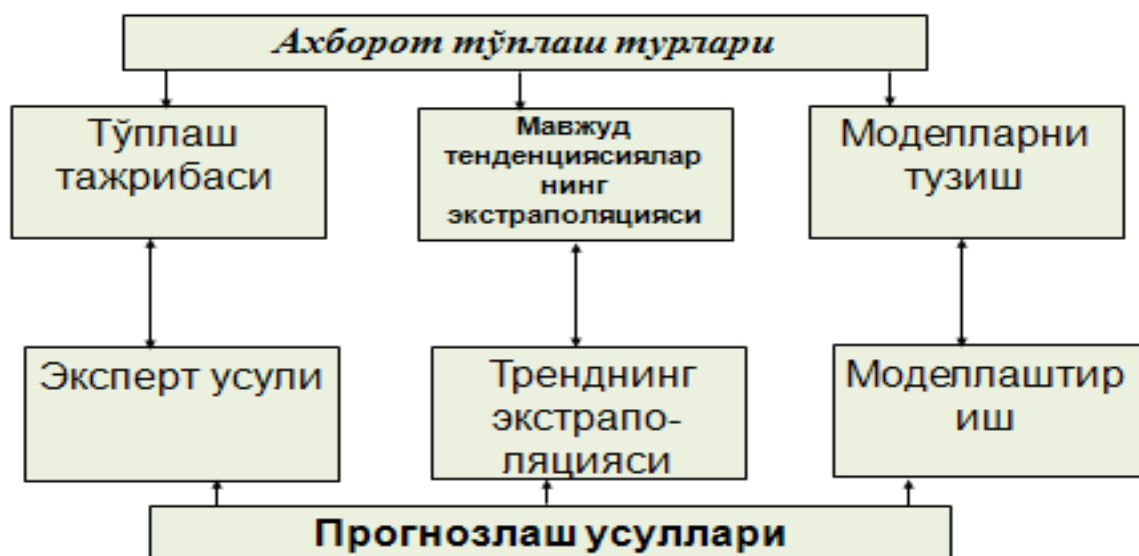 Ахборот тўплаш турлари
Тўплаш
тажрибаси
Мавжуд
тенденциясиялар
нинг
экстраполяцияси
Моделларни
тузиш
Эксперт усули
Тренднинг
экстрапо-
ляцияси
Моделлаштир
иш
Прогнозлаш усуллари